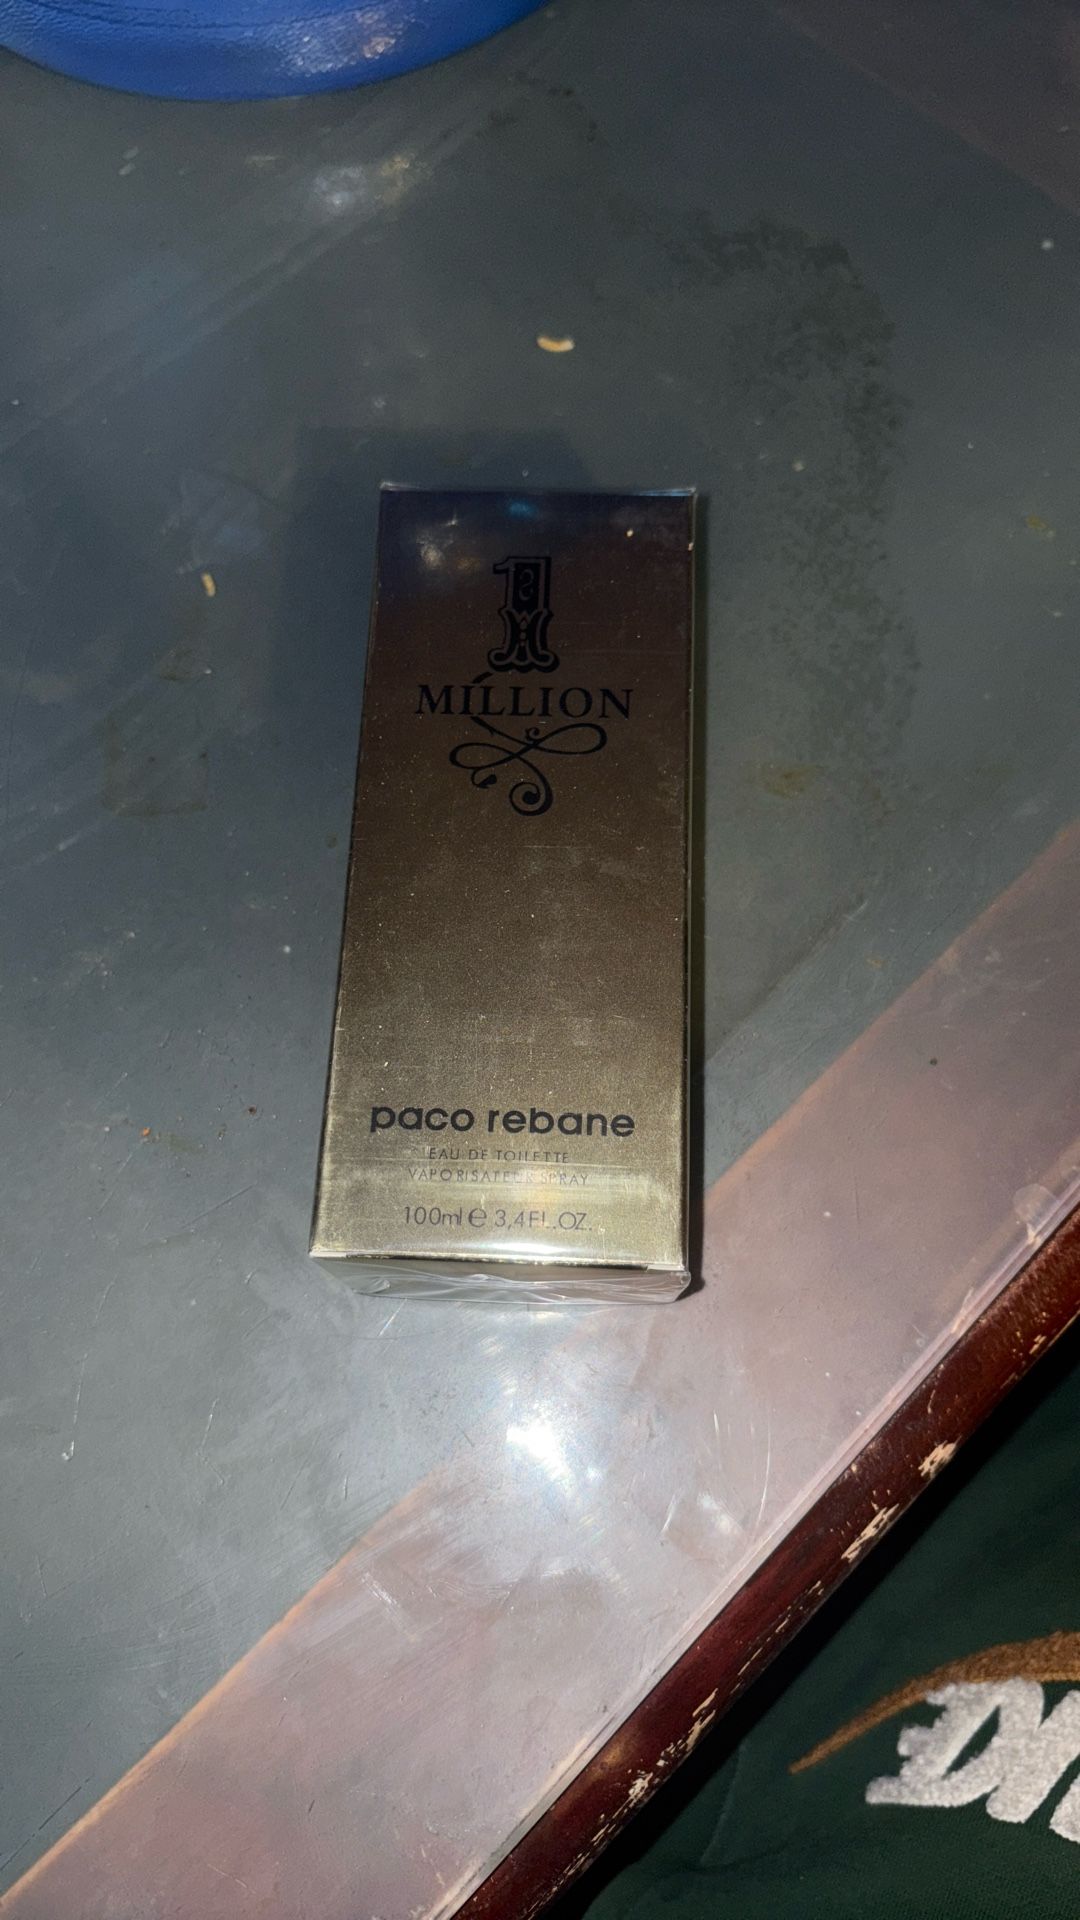 1
MILLION
paco rebane
EAU DE TOILETTE
VAPORISATEUR SPRAY
100ml e 3,4FL.OZ.